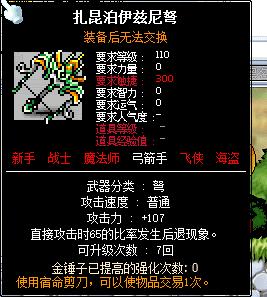 扎昆泊伊兹尼弩
装备后无法交换
要求等级：110
要求力量：0
要求敏捷：300
要求智力：0
要求运气：0
要求人气度：-
道具等级：-
道具经验值：-
新手 战士 魔法师 弓箭手 飞侠 海盗
武器分类：弩
攻击速度：普通
攻击力：+107
直接攻击时65的比率发生后退现象。
可升级次数：7回
金锤子已提高的强化次数：0
使用宿命剪刀，可以使物品交易1次。